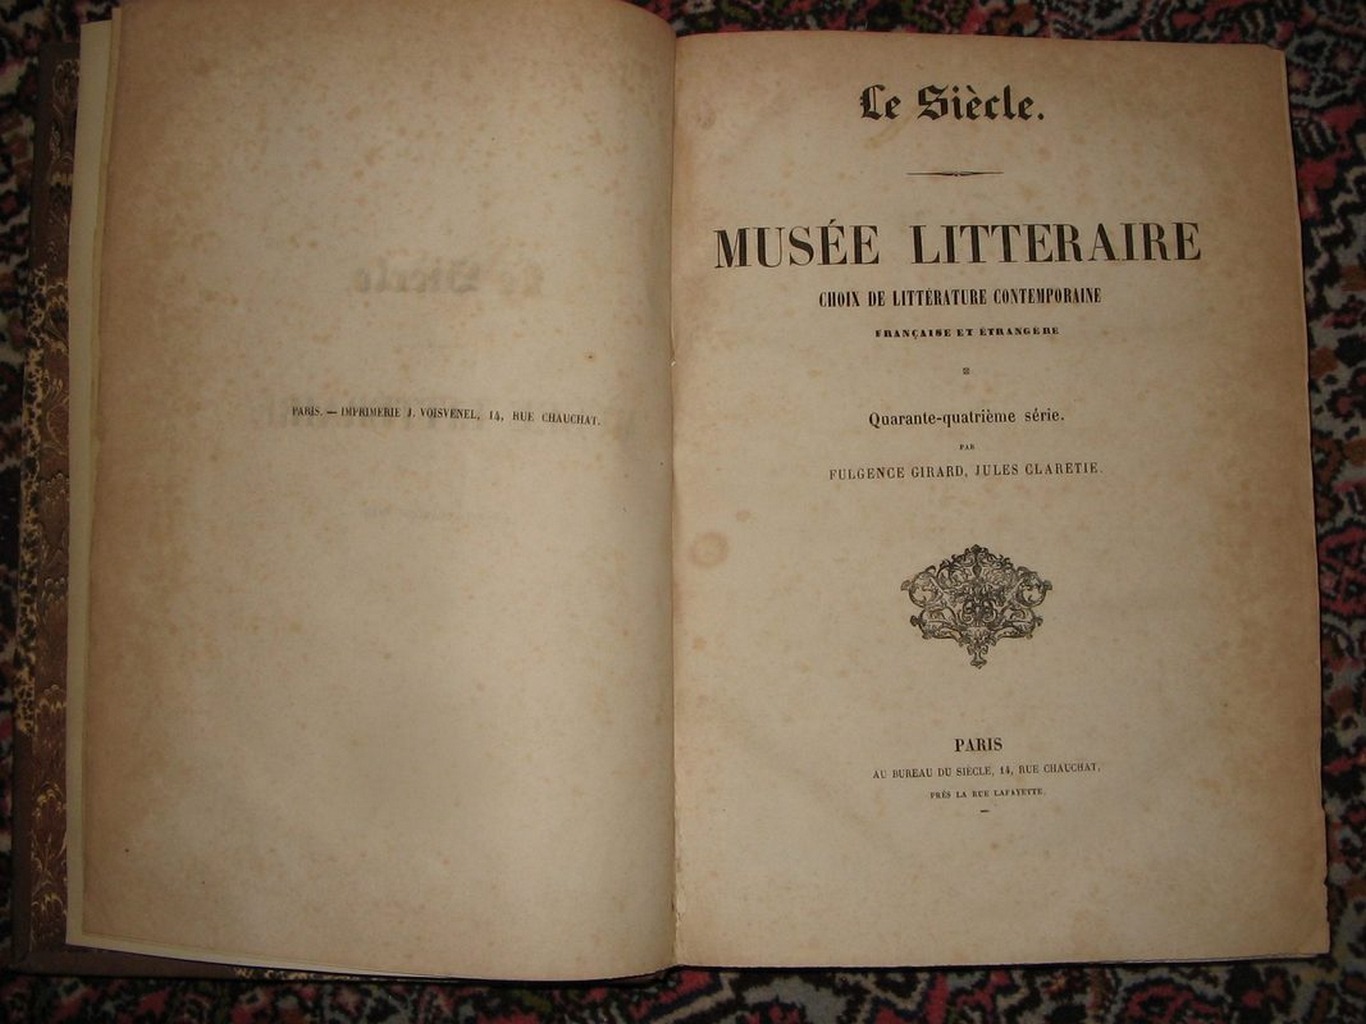 PARIS. — IMPRIMERIE J. VOISVENEL, 14, RUE CHAUCHAT.
Le Siècle.
MUSÉE LITTERAIRE
CHOIX DE LITTÉRATURE CONTEMPORAINE
FRANÇAISE ET ÉTRANGÈRE
Quarante-quatrième série.
PAR
FULGENCE GIRARD, JULES CLARETIE.
PARIS
AU BUREAU DU SIÈCLE, 14, RUE CHAUCHAT,
PRÈS LA RUE LAFAYETTE.